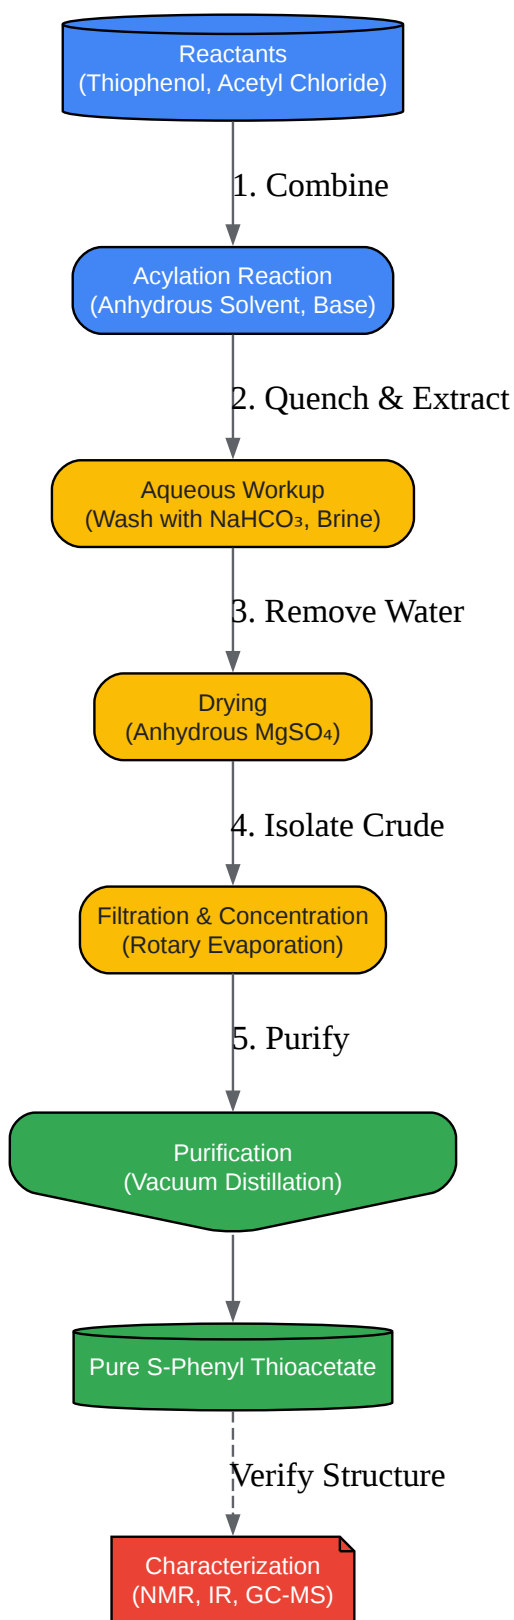 Reactants
(Thiophenol, Acetyl Chloride)
1. Combine
Acylation Reaction
(Anhydrous Solvent, Base)
2. Quench & Extract
Aqueous Workup
(Wash with NaHCO₃, Brine)
3. Remove Water
Drying
(Anhydrous MgSO₄)
4. Isolate Crude
Filtration & Concentration
(Rotary Evaporation)
5. Purify
Purification
(Vacuum Distillation)
Pure S-Phenyl Thioacetate
Verify Structure
Characterization
(NMR, IR, GC-MS)